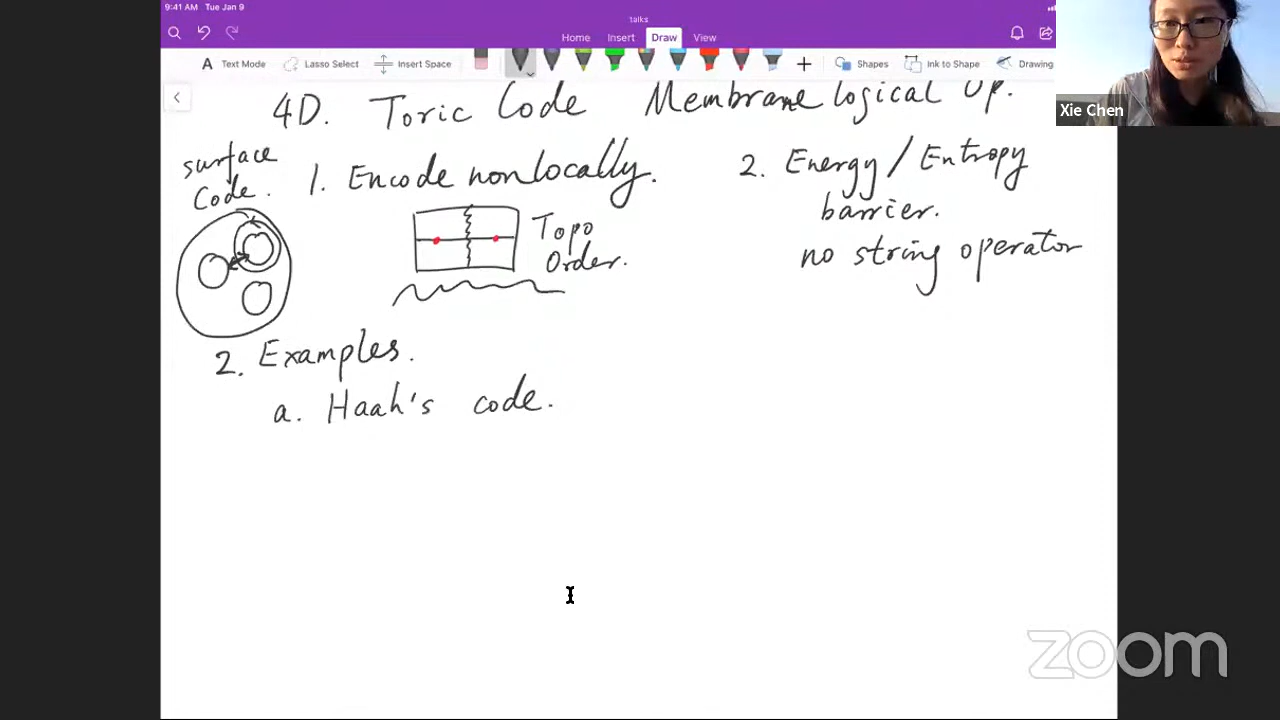 9:41 AM Tue Jan 9
talks
Home Insert Draw View
Text Mode Lasso Select Insert Space Shapes Ink to Shape Drawing
Xie Chen
4D. Toric Code Membrane logical Op.
surface
Code.
1. Encode nonlocally.
2. Energy/Entropy
barrier.
no string operator
Topo
Order.
2. Examples.
a. Haah's code.
zoom